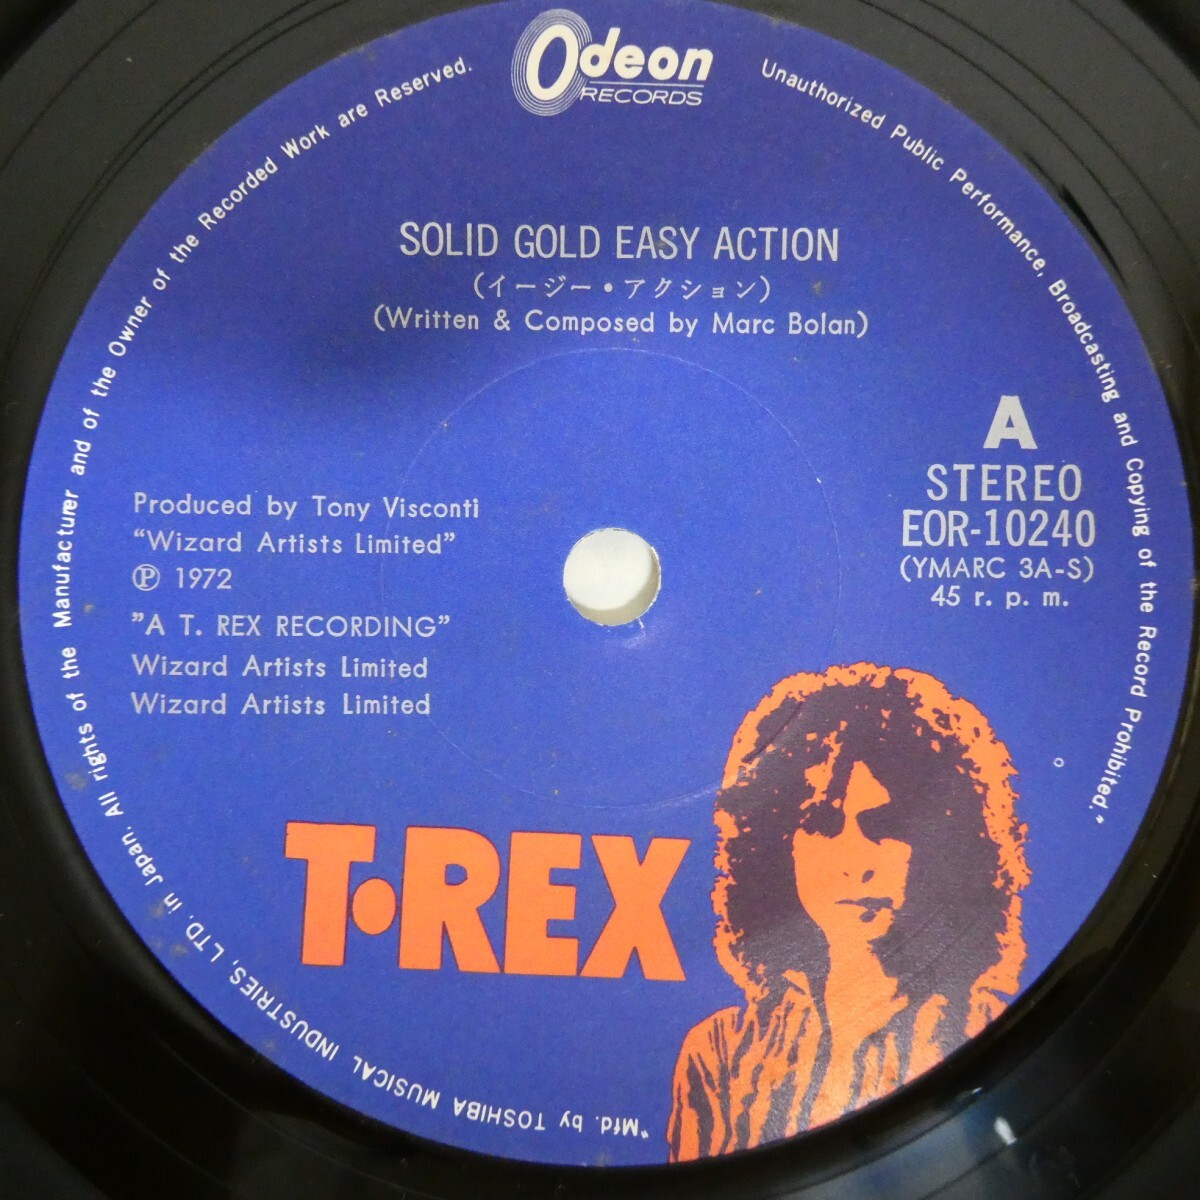 Odeon
RECORDS
SOLID GOLD EASY ACTION
(イージー・アクション)
(Written & Composed by Marc Bolan)
A
STEREO
EOR-10240
(YMARC 3A-S)
45 r. p. m.
Produced by Tony Visconti
“Wizard Artists Limited”
Ⓟ 1972
”A T. REX RECORDING”
Wizard Artists Limited
Wizard Artists Limited
T·REX
"Mfd. by TOSHIBA MUSICAL INDUSTRIES, LTD. in Japan. All rights of the Manufacturer and of the Owner of the Recorded Work are Reserved. Unauthorized Public Performance, Broadcasting and Copying of the Record Prohibited."